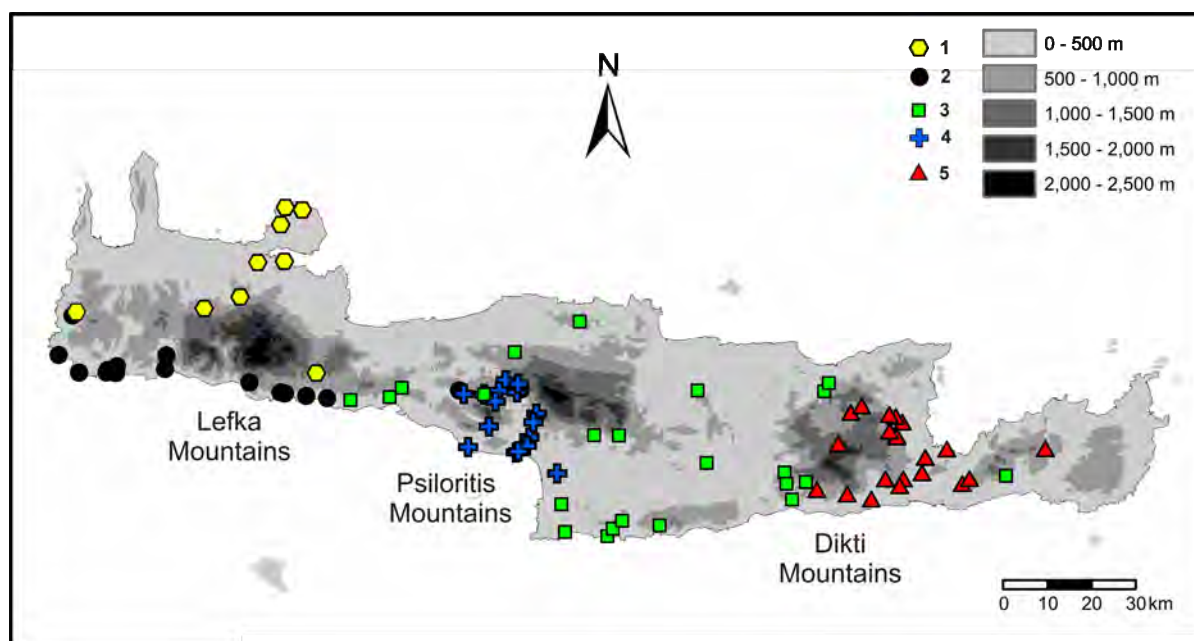 N
1
2
3
4
5
0 - 500 m
500 - 1,000 m
1,000 - 1,500 m
1,500 - 2,000 m
2,000 - 2,500 m
Lefka
Mountains
Psiloritis
Mountains
Dikti
Mountains
0 10 20 30 km